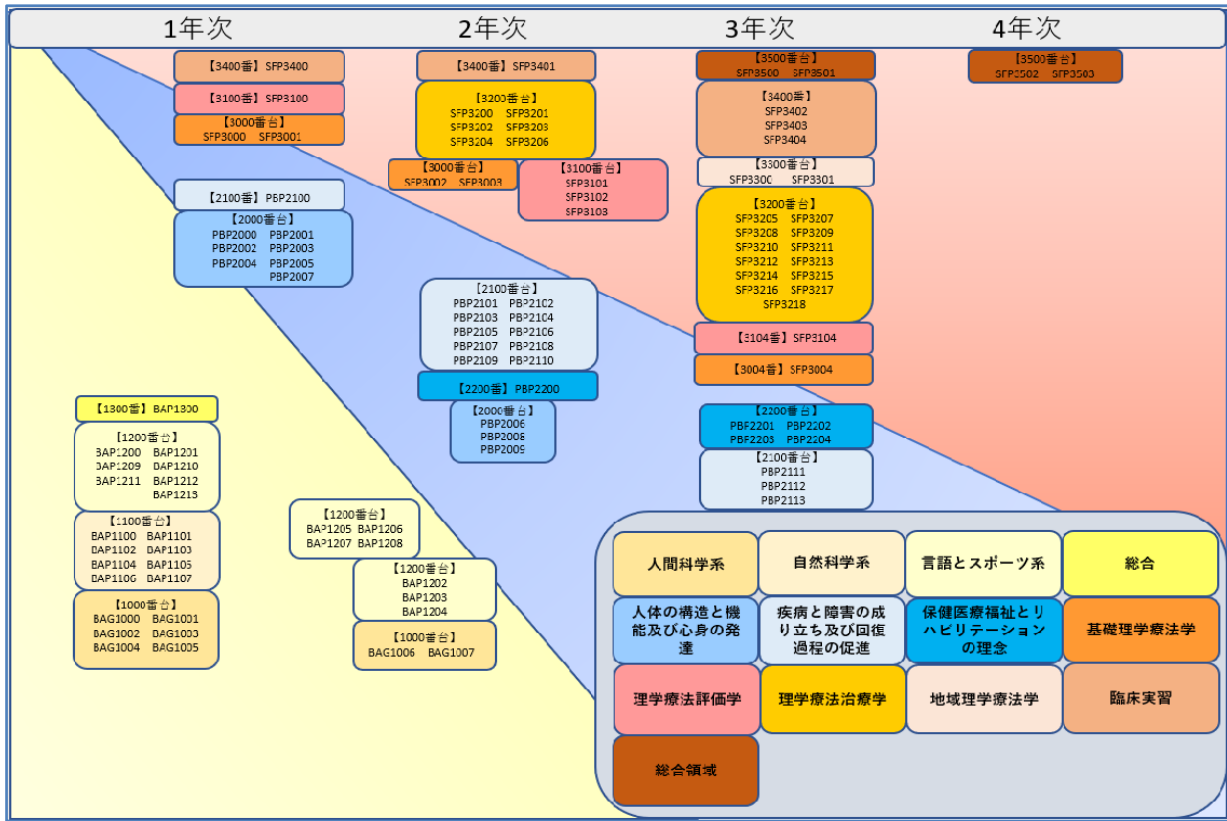 1年次 2年次 3年次 4年次
【3400番】SFP3400
【3100番】SFP3100
【3000番台】
SFP3000 SFP3001
【2100番】PBP2100
【2000番台】
PBP2000 PBP2001
PBP2002 PBP2003
PBP2004 PBP2005
PBP2007
【1300番】BAP1300
【1200番台】
BAP1200 BAP1201
BAP1209 BAP1210
BAP1211 BAP1212
BAP1213
【1100番台】
BAP1100 BAP1101
BAP1102 BAP1103
BAP1104 BAP1105
BAP1106 BAP1107
【1000番台】
BAG1000 BAG1001
BAG1002 BAG1003
BAG1004 BAG1005
【3400番】SFP3401
【3200番台】
SFP3200 SFP3201
SFP3202 SFP3203
SFP3204 SFP3206
【3000番台】
SFP3002 SFP3003
【3100番台】
SFP3101
SFP3102
SFP3103
【2100番台】
PBP2101 PBP2102
PBP2103 PBP2104
PBP2105 PBP2106
PBP2107 PBP2108
PBP2109 PBP2110
【2200番】PBP2200
【2000番台】
PBP2006
PBP2008
PBP2009
【1200番台】
BAP1205 BAP1206
BAP1207 BAP1208
【1200番台】
BAP1202
BAP1203
BAP1204
【1000番台】
BAG1006 BAG1007
【3500番台】
SFP3500 SFP3501
【3400番】
SFP3402
SFP3403
SFP3404
【3300番台】
SFP3300 SFP3301
【3200番台】
SFP3205 SFP3207
SFP3208 SFP3209
SFP3210 SFP3211
SFP3212 SFP3213
SFP3214 SFP3215
SFP3216 SFP3217
SFP3218
【3104番】SFP3104
【3004番】SFP3004
【2200番台】
PBP2201 PBP2202
PBP2203 PBP2204
【2100番台】
PBP2111
PBP2112
PBP2113
【3500番台】
SFP3502 SFP3503
人間科学系 自然科学系 言語とスポーツ系 総合
人体の構造と機
能及び心身の発
達
疾病と障害の成
り立ち及び回復
過程の促進
保健医療福祉とリ
ハビリテーション
の理念
基礎理学療法学
理学療法評価学 理学療法治療学 地域理学療法学 臨床実習
総合領域